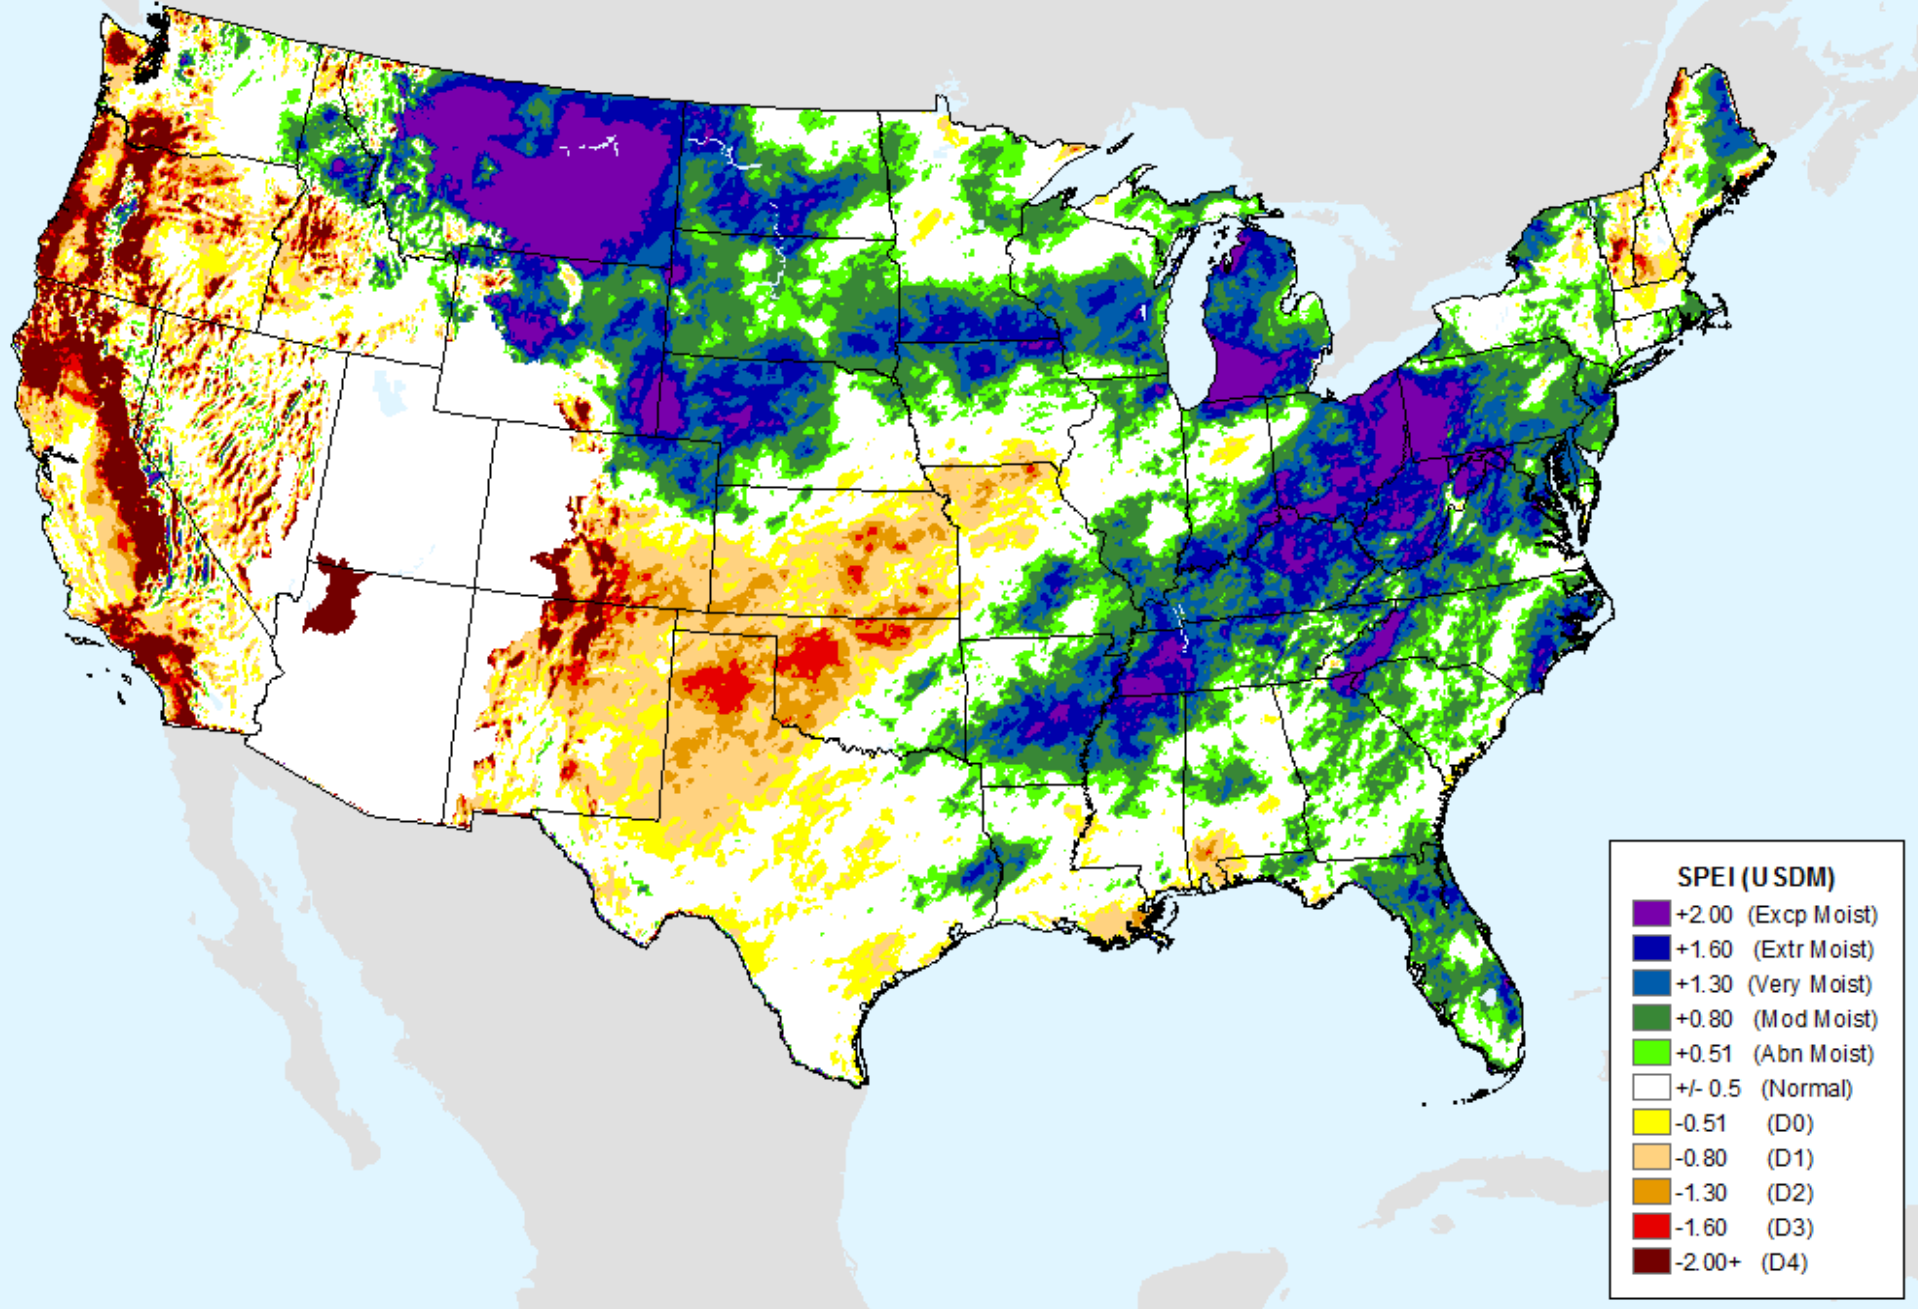 SPEI (USDM)
+2.00 (Excp Moist)
+1.60 (Extr Moist)
+1.30 (Very Moist)
+0.80 (Mod Moist)
+0.51 (Abn Moist)
+/- 0.5 (Normal)
-0.51 (D0)
-0.80 (D1)
-1.30 (D2)
-1.60 (D3)
-2.00+ (D4)